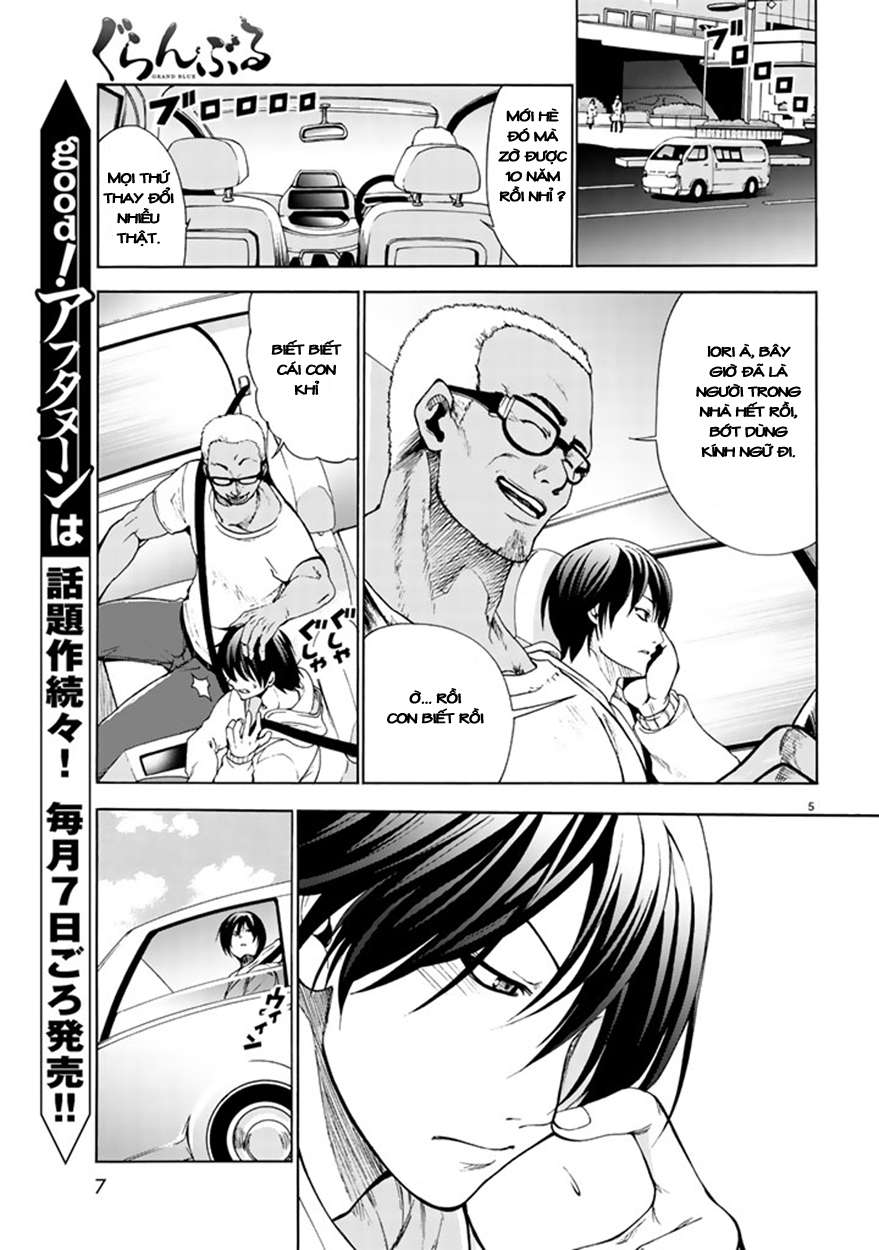 ぐらんぶる
GRAND BLUE
ブロロロ
MỚI HÈ
ĐÓ MÀ
ZỜ ĐƯỢC
10 NĂM
RỒI NHỈ ?
ブロロロロ
MỌI THỨ
THAY ĐỔI
NHIỀU
THẬT.
IORI À, BÂY
GIỜ ĐÃ LÀ
NGƯỜI TRONG
NHÀ HẾT RỒI,
BỚT DÙNG
KÍNH NGỮ ĐI.
Ờ... RỒI
CON BIẾT RỒI
BIẾT BIẾT
CÁI CON
KHỈ
ぐしゃ
ぐしゃ
5
ウィイィン
7
good!アフタヌーンは話題作続々! 毎月7日ごろ発売!!